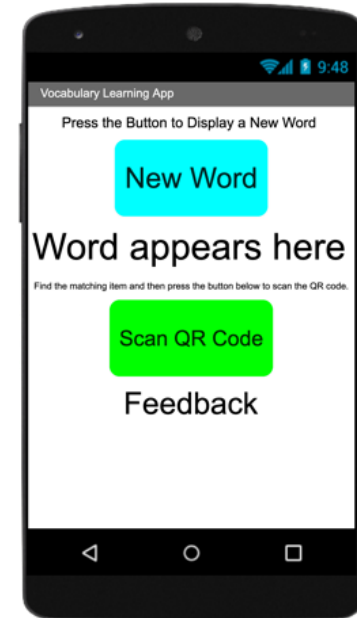 9:48
Vocabulary Learning App
Press the Button to Display a New Word
New Word
Word appears here
Find the matching item and then press the button below to scan the QR code.
Scan QR Code
Feedback